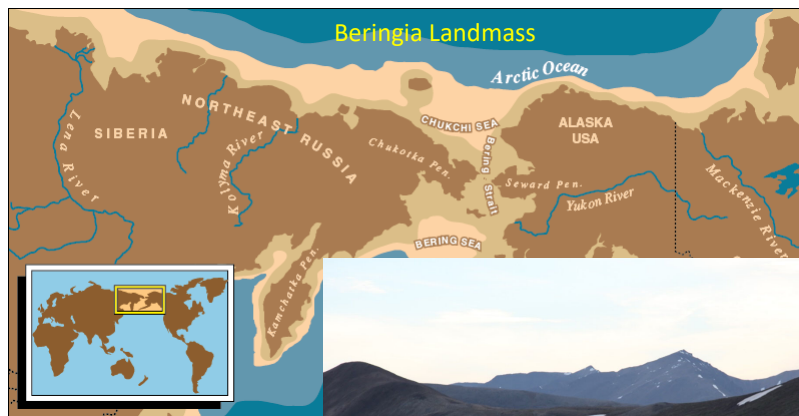 Beringia Landmass
Arctic Ocean
Lena River
SIBERIA
NORTHEAST RUSSIA
Kolyma River
CHUKCHI SEA
Chukotka Pen.
Bering Strait
ALASKA
USA
Seward Pen.
Yukon River
Mackenzie River
BERING SEA
Kamchatka Pen.